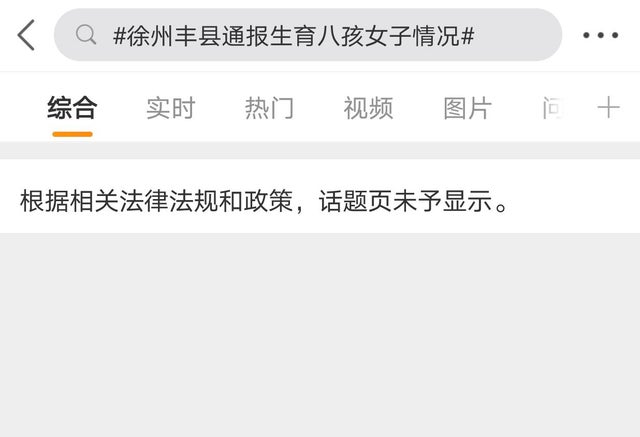 #徐州丰县通报生育八孩女子情况#
综合 实时 热门 视频 图片
根据相关法律法规和政策，话题页未予显示。